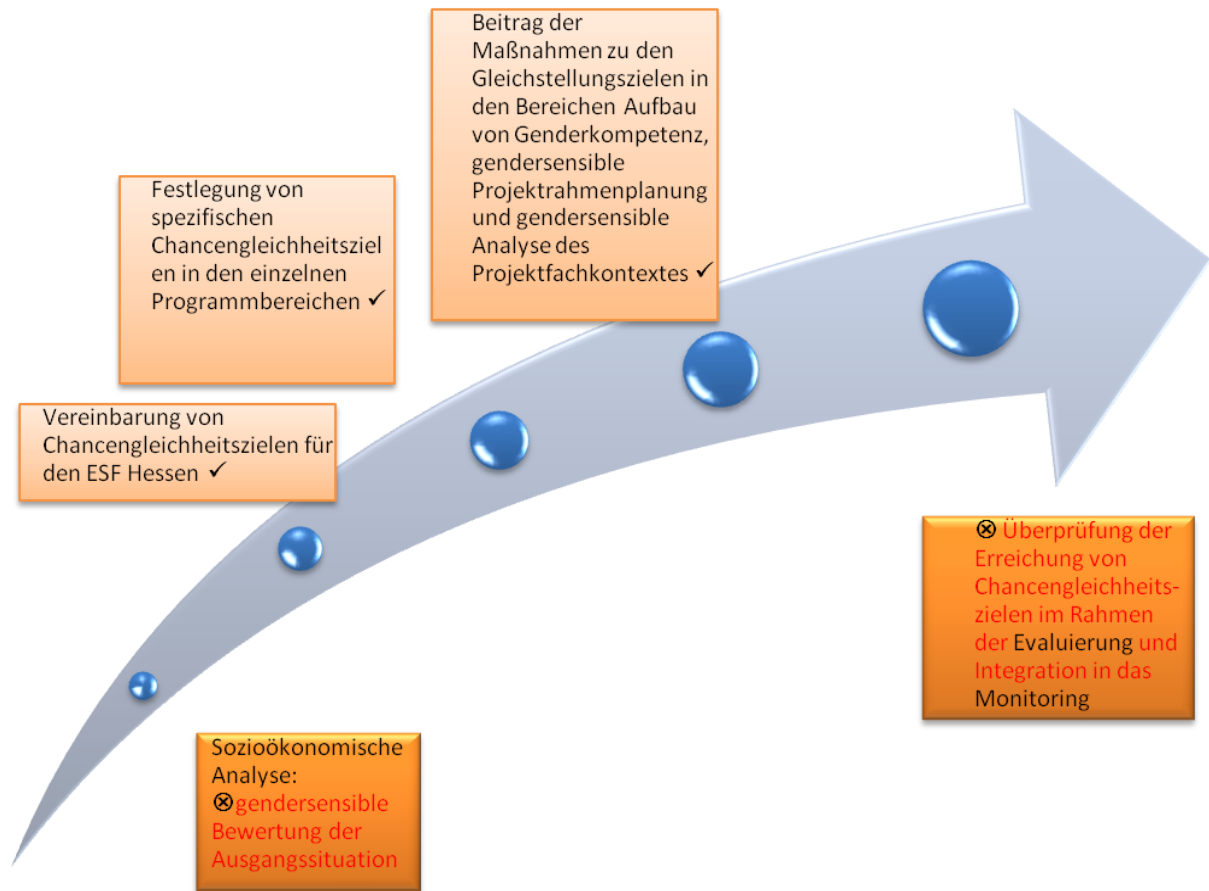 Beitrag der
Maßnahmen zu den
Gleichstellungszielen in
den Bereichen Aufbau
von Genderkompetenz,
gendersensible
Projektrahmenplanung
und gendersensible
Analyse des
Projektfachkontextes ✓
Festlegung von
spezifischen
Chancengleichheitsziel
en in den einzelnen
Programmbereichen ✓
Vereinbarung von
Chancengleichheitszielen für
den ESF Hessen ✓
⊗ Überprüfung der
Erreichung von
Chancengleichheits-
zielen im Rahmen
der Evaluierung und
Integration in das
Monitoring
Sozioökonomische
Analyse:
⊗gendersensible
Bewertung der
Ausgangssituation